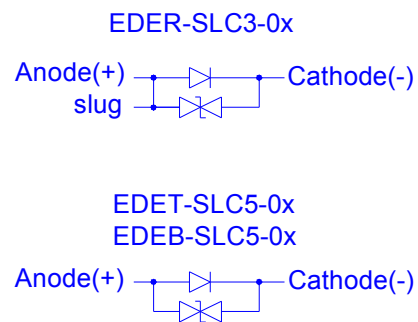 EDER-SLC3-0x
Anode(+) Cathode(-)
slug
EDET-SLC5-0x
EDEB-SLC5-0x
Anode(+) Cathode(-)